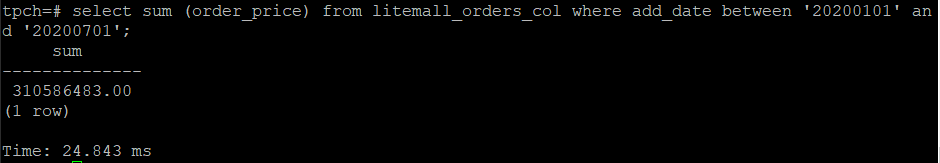 tpch=# select sum (order_price) from litemall_orders_col where add_date between '20200101' an
d '20200701';
     sum
--------------
 310586483.00
(1 row)

Time: 24.843 ms